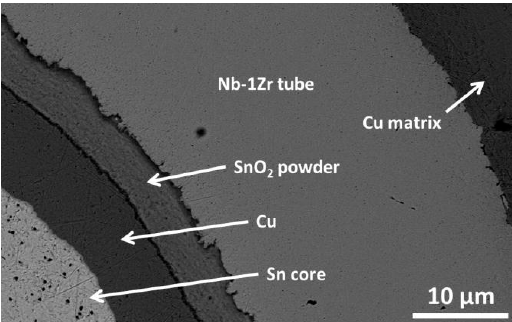 Nb-1Zr tube
Cu matrix
SnO₂ powder
Cu
Sn core
10 µm